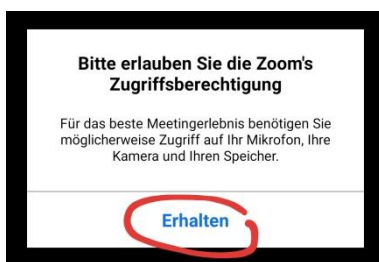 Bitte erlauben Sie die Zoom's
Zugriffsberechtigung
Für das beste Meetingerlebnis benötigen Sie
möglicherweise Zugriff auf Ihr Mikrofon, Ihre
Kamera und Ihren Speicher.
Erhalten